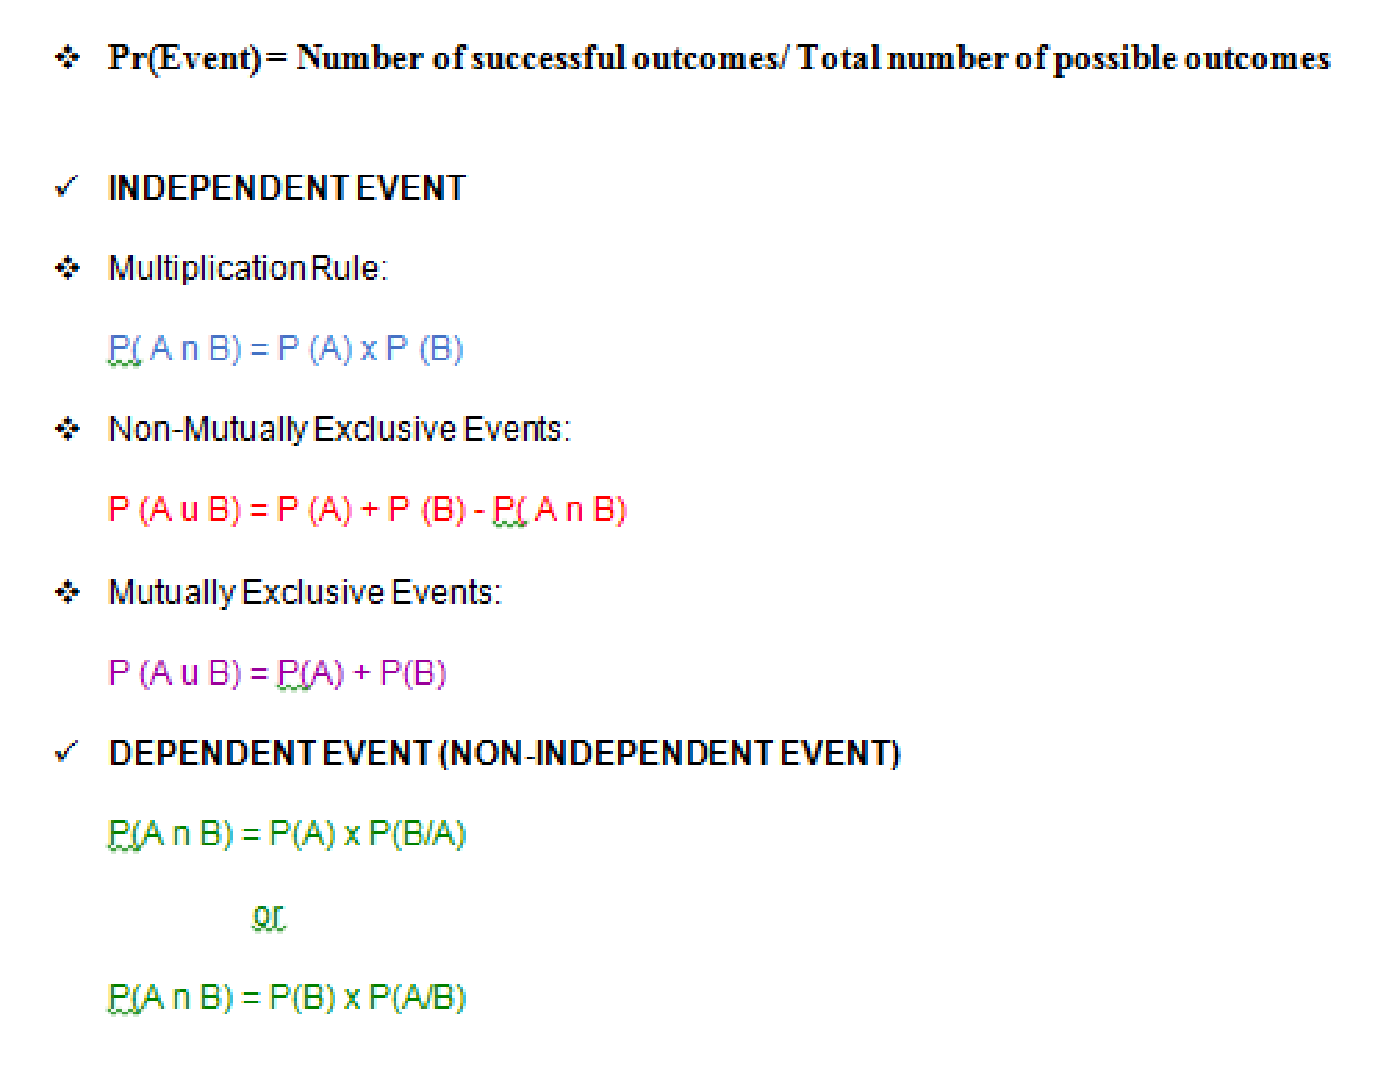 ❖ Pr(Event)= Number of successful outcomes/ Total number of possible outcomes
✓ INDEPENDENT EVENT
❖ Multiplication Rule:
P( A n B) = P (A) x P (B)
❖ Non-Mutually Exclusive Events:
P (A u B) = P (A) + P (B) - P( A n B)
❖ Mutually Exclusive Events:
P (A u B) = P(A) + P(B)
✓ DEPENDENT EVENT (NON-INDEPENDENT EVENT)
P(A n B) = P(A) x P(B/A)
or
P(A n B) = P(B) x P(A/B)